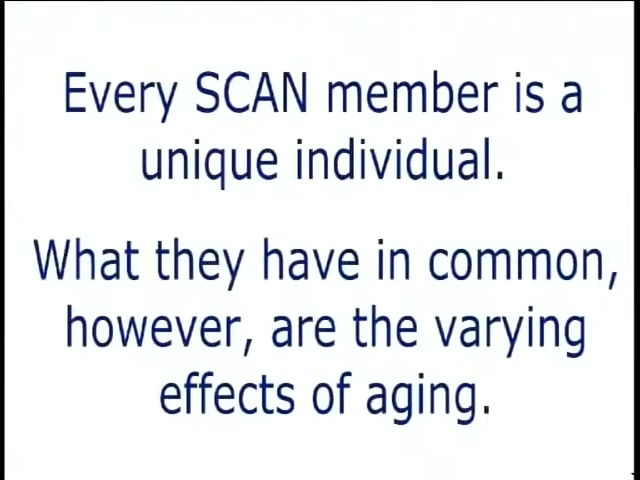 Every SCAN member is a
unique individual.
What they have in common,
however, are the varying
effects of aging.